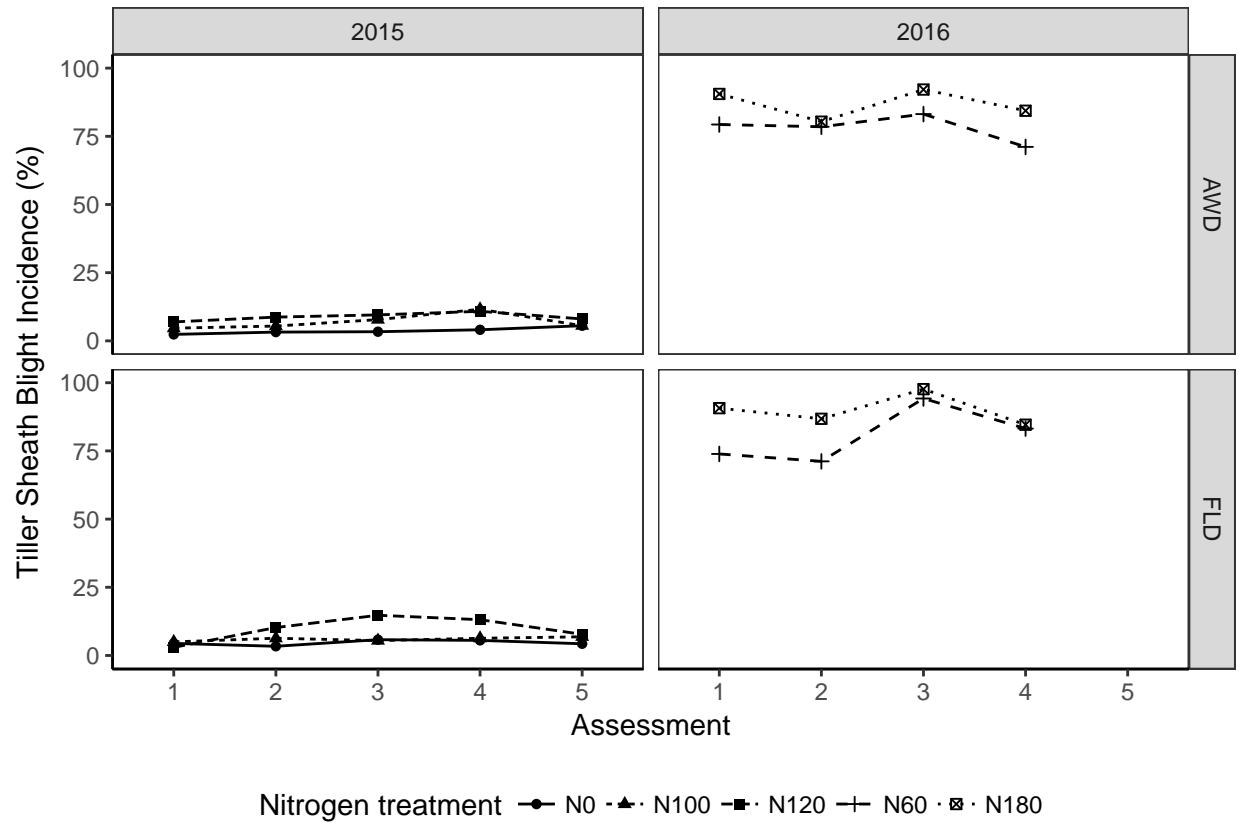 2015 2016
Tiller Sheath Blight Incidence (%)
100
75
50
25
0
AWD
100
75
50
25
0
FLD
1 2 3 4 5 1 2 3 4 5
Assessment
Nitrogen treatment N0 N100 N120 N60 N180